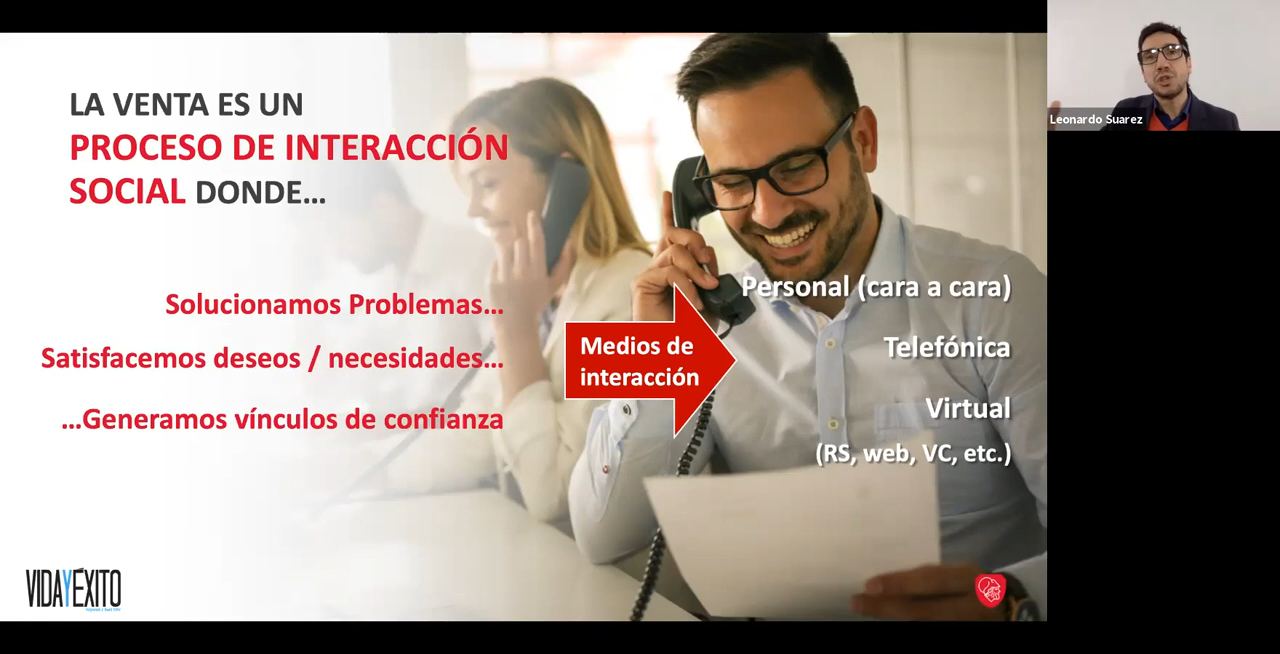 LA VENTA ES UN
PROCESO DE INTERACCIÓN
SOCIAL DONDE...
Solucionamos Problemas...
Satisfacemos deseos / necesidades...
...Generamos vínculos de confianza
Medios de
interacción
Personal (cara a cara)
Telefónica
Virtual
(RS, web, VC, etc.)
VIDAYÉXITO
Leonardo Suarez